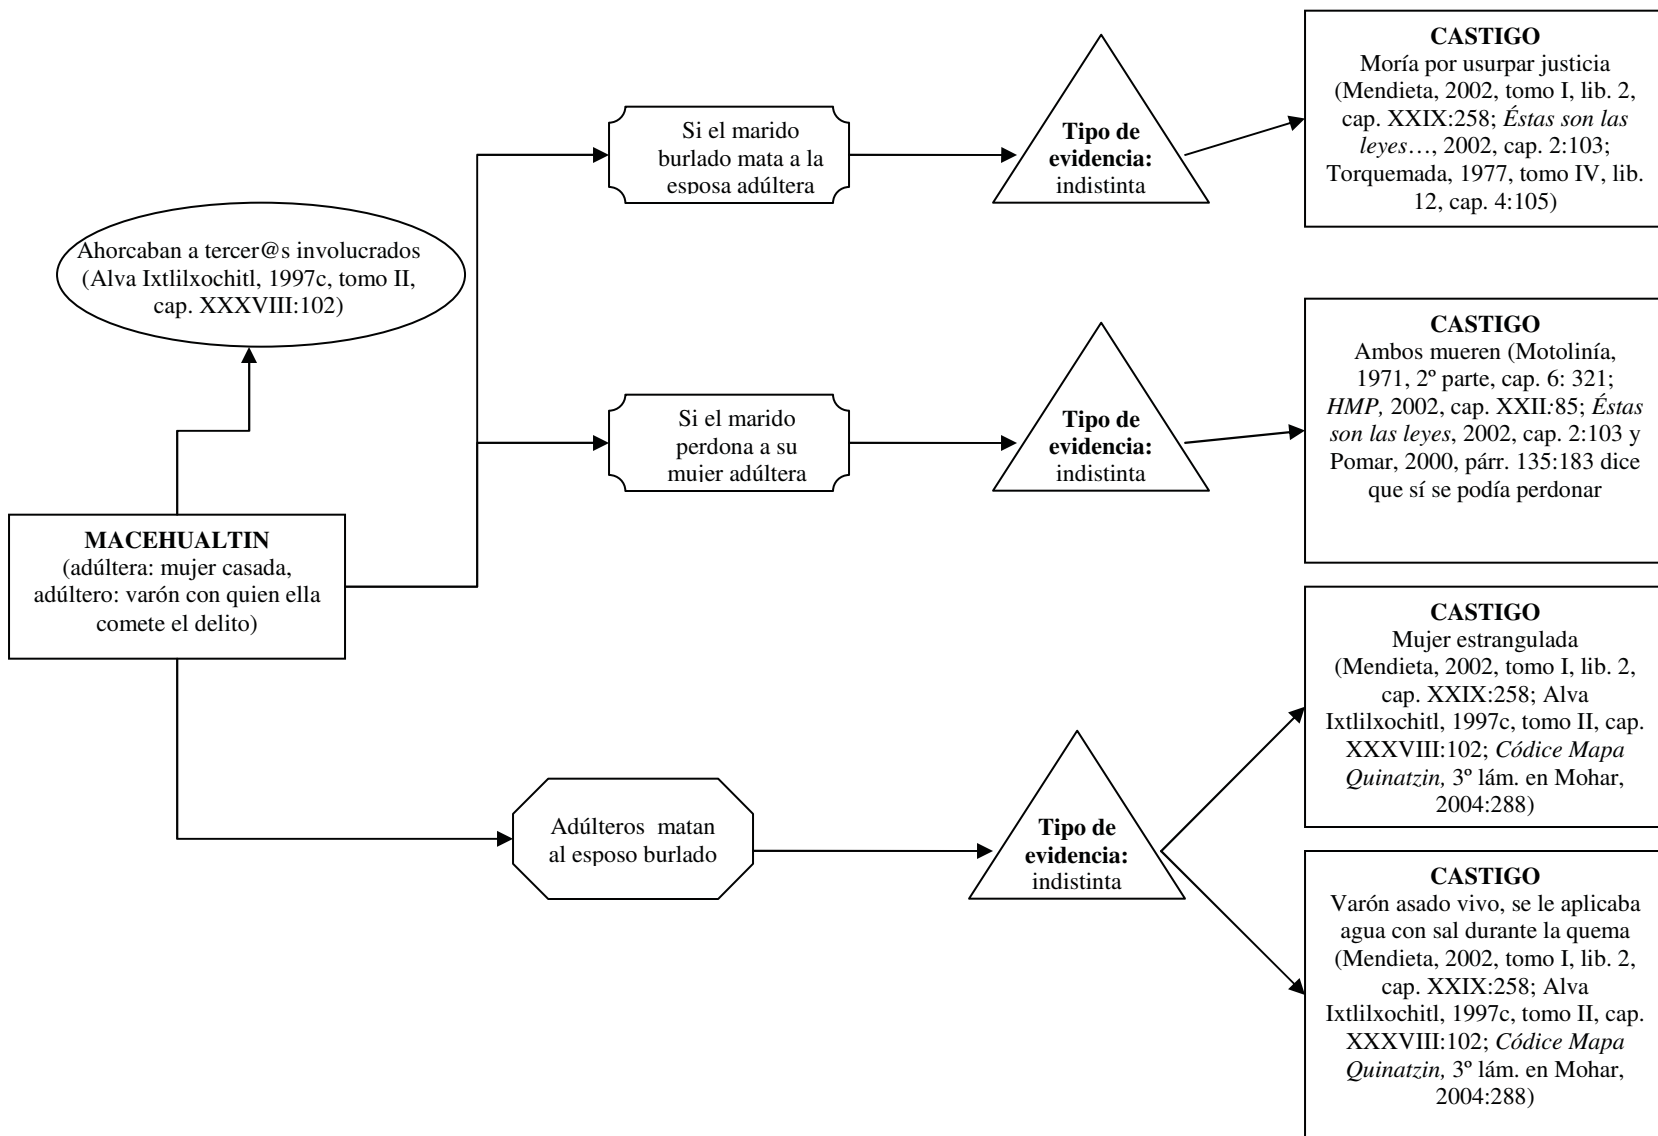 Ahorcaban a tercer@s involucrados
(Alva Ixtlilxochitl, 1997c, tomo II,
cap. XXXVIII:102)
MACEHUALTIN
(adúltera: mujer casada,
adúltero: varón con quien ella
comete el delito)
Si el marido
burlado mata a la
esposa adúltera
Tipo de
evidencia:
indistinta
CASTIGO
Moría por usurpar justicia
(Mendieta, 2002, tomo I, lib. 2,
cap. XXIX:258; Éstas son las
leyes…, 2002, cap. 2:103;
Torquemada, 1977, tomo IV, lib.
12, cap. 4:105)
Si el marido
perdona a su
mujer adúltera
Tipo de
evidencia:
indistinta
CASTIGO
Ambos mueren (Motolinía,
1971, 2º parte, cap. 6: 321;
HMP, 2002, cap. XXII:85; Éstas
son las leyes, 2002, cap. 2:103 y
Pomar, 2000, párr. 135:183 dice
que sí se podía perdonar
Adúlteros matan
al esposo burlado
Tipo de
evidencia:
indistinta
CASTIGO
Mujer estrangulada
(Mendieta, 2002, tomo I, lib. 2,
cap. XXIX:258; Alva
Ixtlilxochitl, 1997c, tomo II, cap.
XXXVIII:102; Códice Mapa
Quinatzin, 3º lám. en Mohar,
2004:288)
CASTIGO
Varón asado vivo, se le aplicaba
agua con sal durante la quema
(Mendieta, 2002, tomo I, lib. 2,
cap. XXIX:258; Alva
Ixtlilxochitl, 1997c, tomo II, cap.
XXXVIII:102; Códice Mapa
Quinatzin, 3º lám. en Mohar,
2004:288)